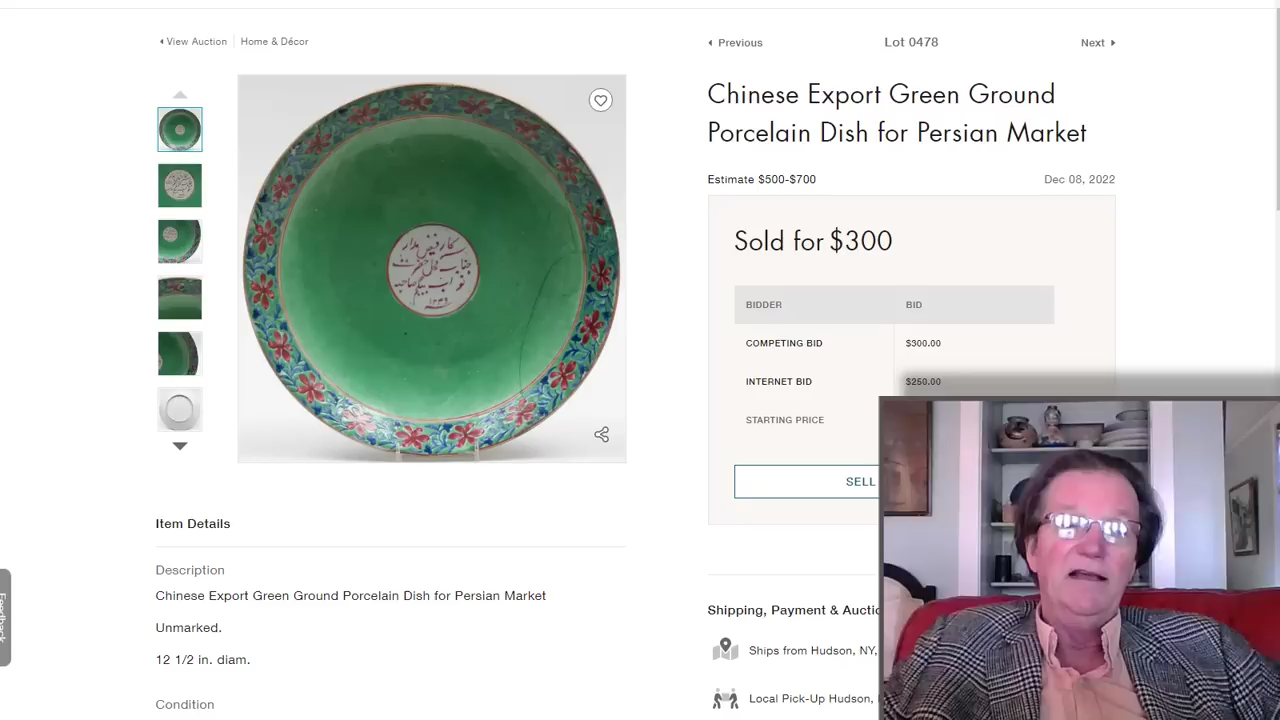 View Auction
Home & Décor
Previous
Lot 0478
Next
Chinese Export Green Ground
Porcelain Dish for Persian Market
Estimate $500-$700
Dec 08, 2022
Sold for $300
BIDDER
BID
COMPETING BID
$300.00
INTERNET BID
$250.00
STARTING PRICE
SELL
Item Details
Description
Chinese Export Green Ground Porcelain Dish for Persian Market
Unmarked.
12 1/2 in. diam.
Condition
Shipping, Payment & Auctio
Ships from Hudson, NY,
Local Pick-Up Hudson,
Feedback